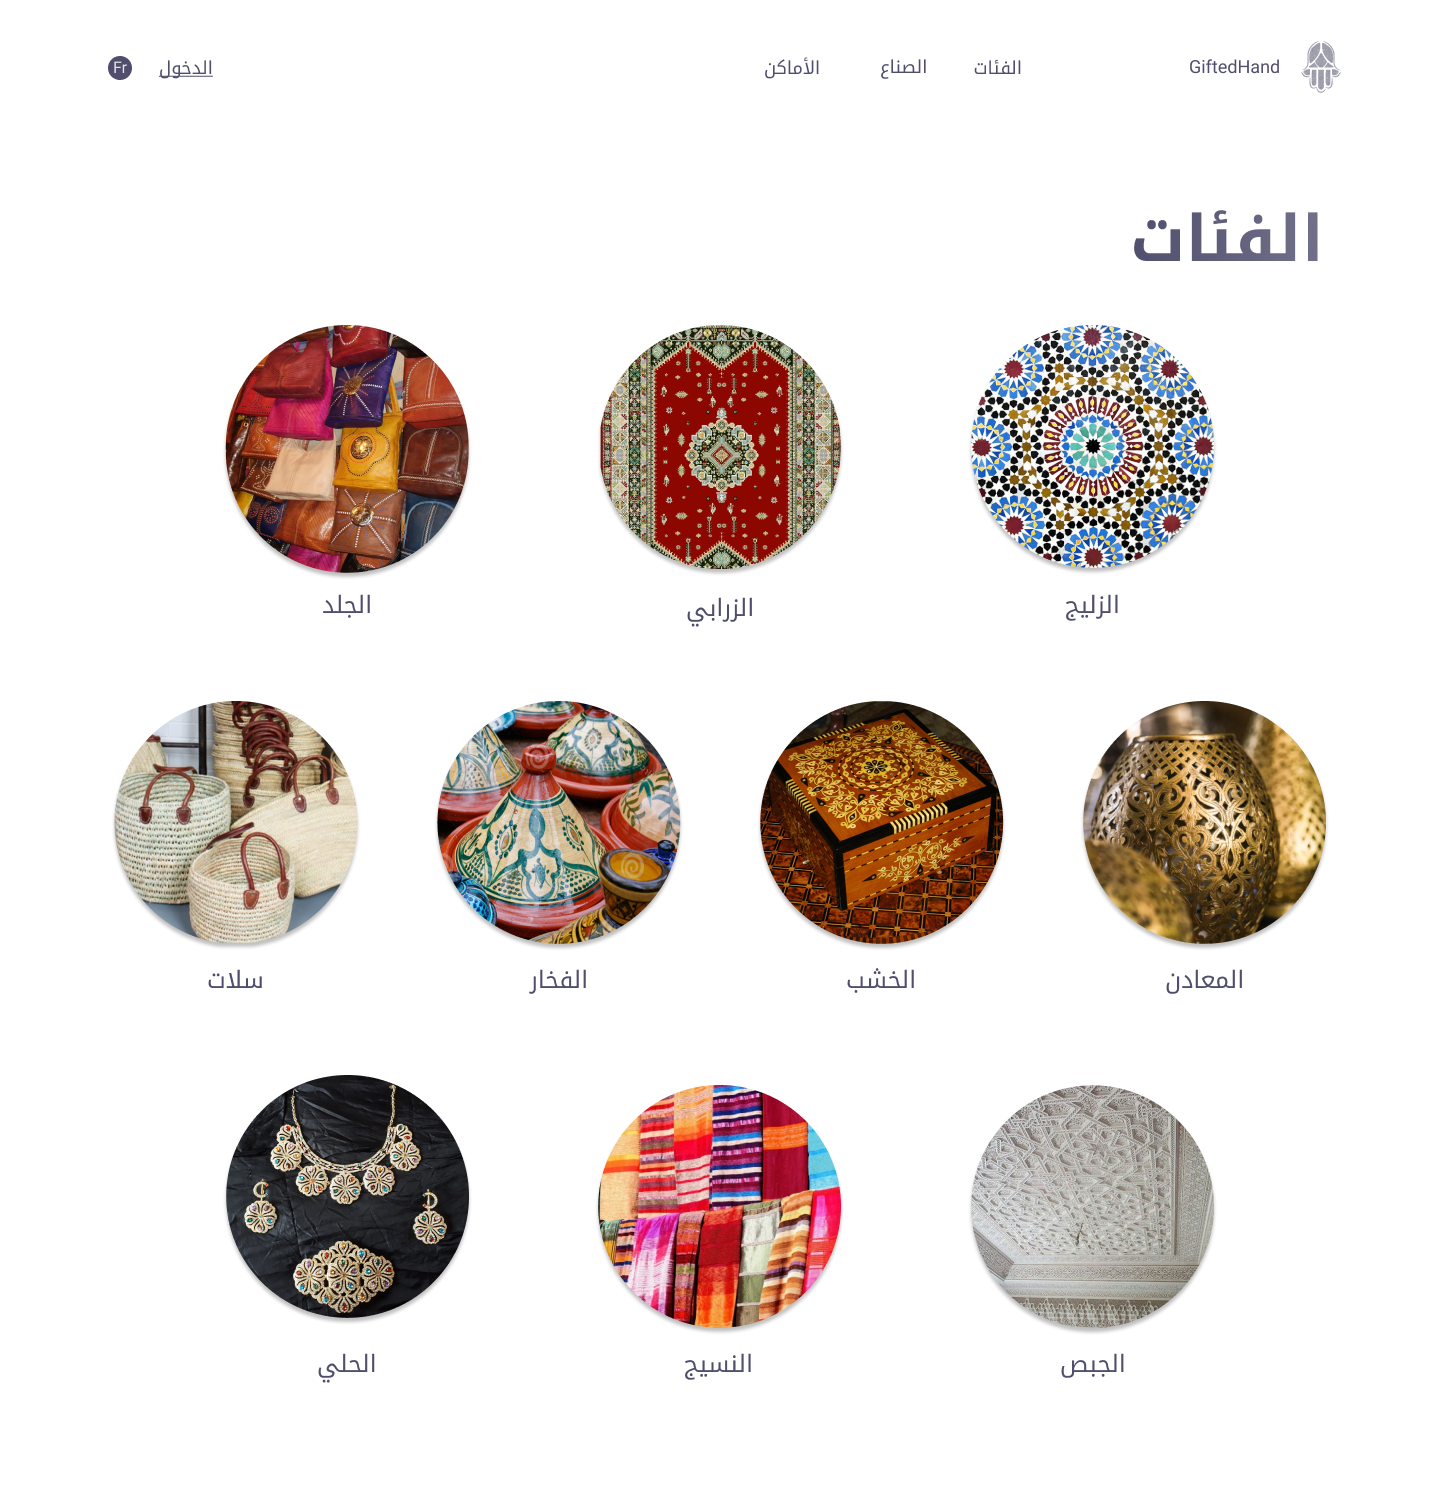 GiftedHand
الفئات
الصناع
الأماكن
الدخول
Fr
الفئات
الزليج
الزرابي
الجلد
المعادن
الخشب
الفخار
سلات
الجبص
النسيج
الحلي